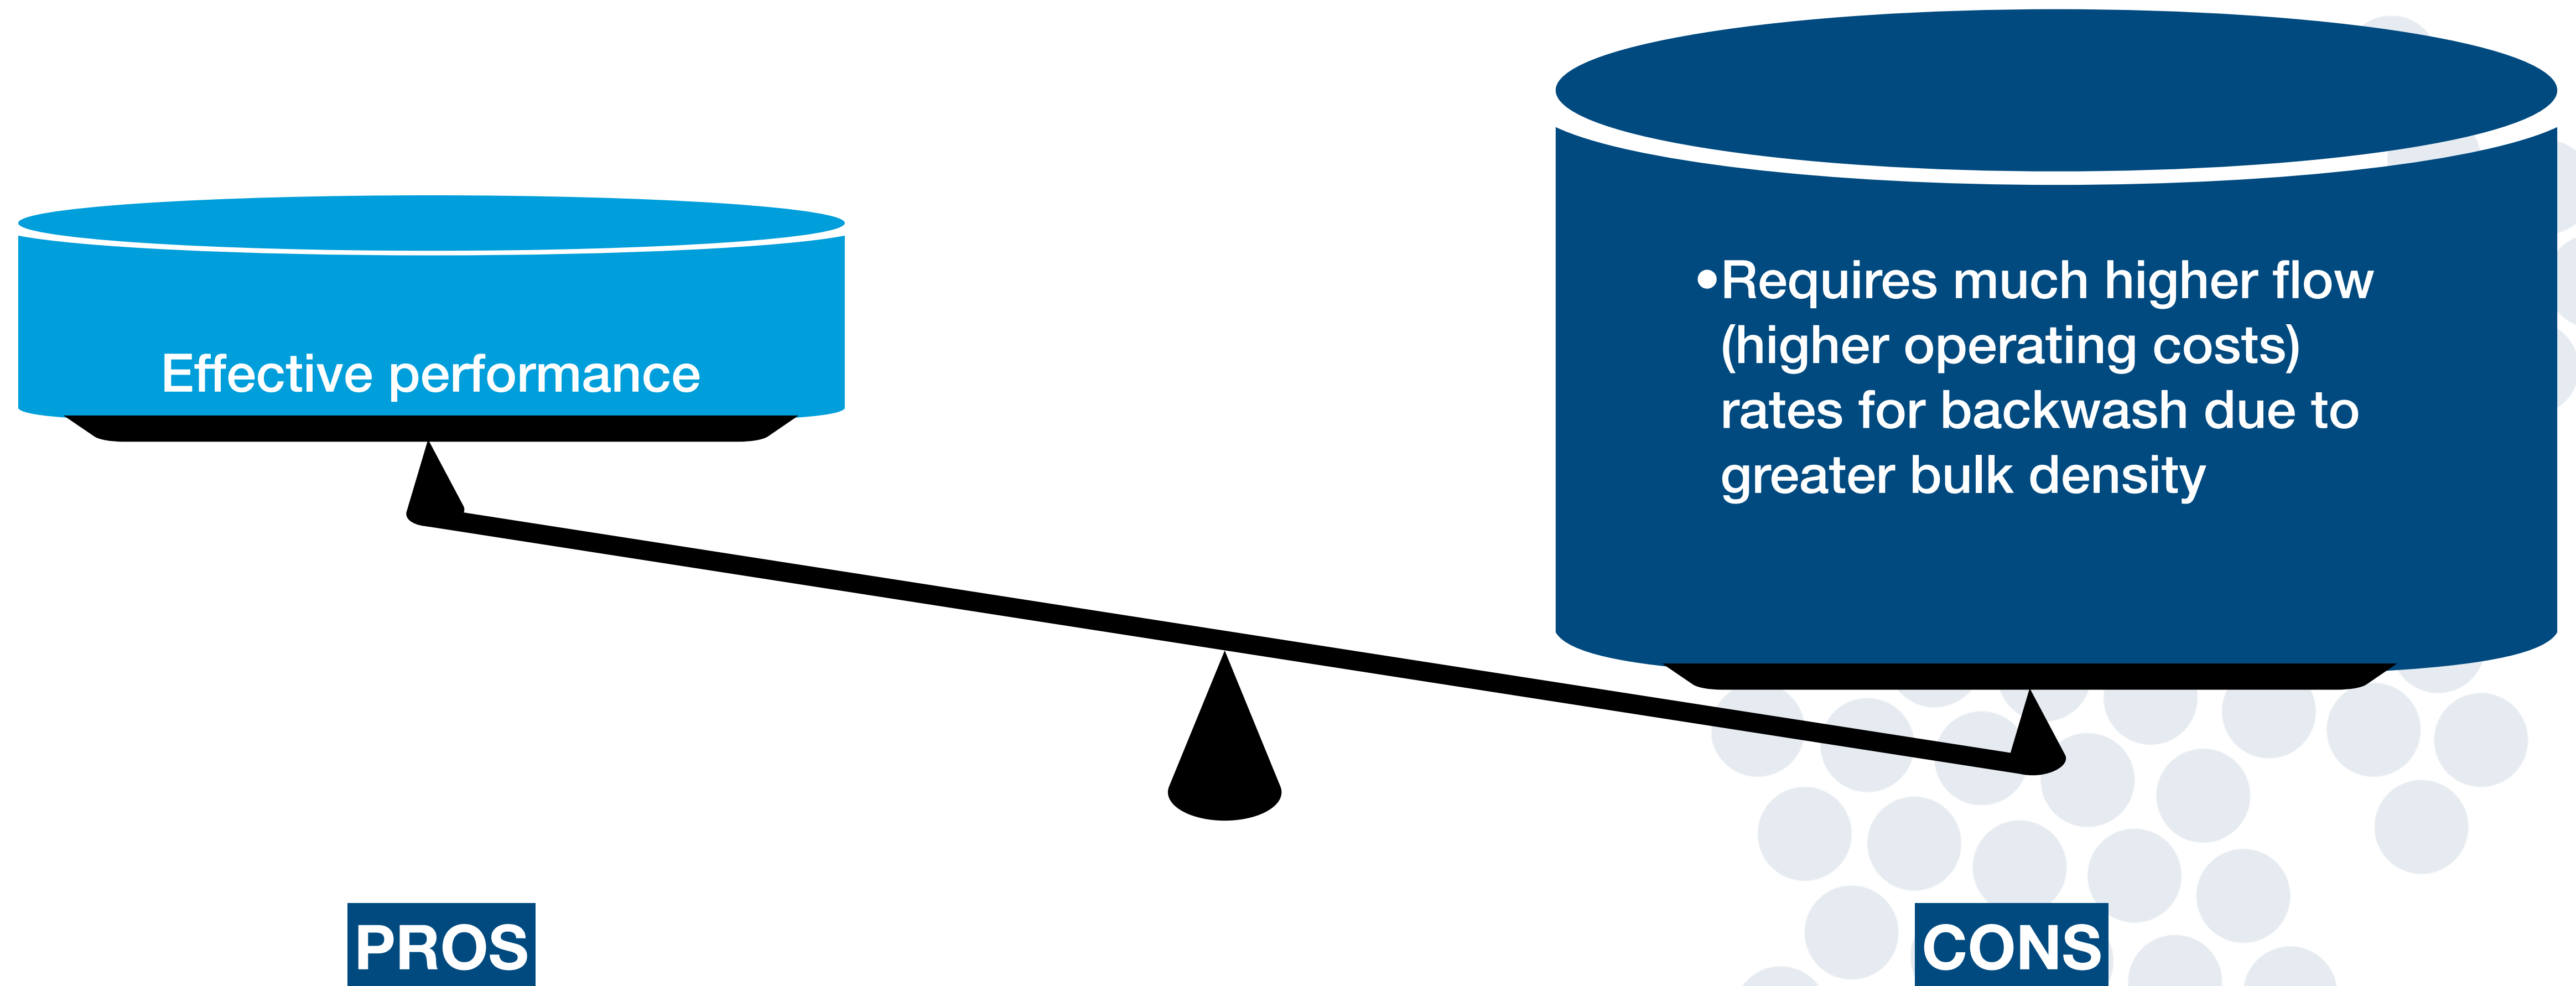 Effective performance
•Requires much higher flow
(higher operating costs)
rates for backwash due to
greater bulk density
PROS
CONS